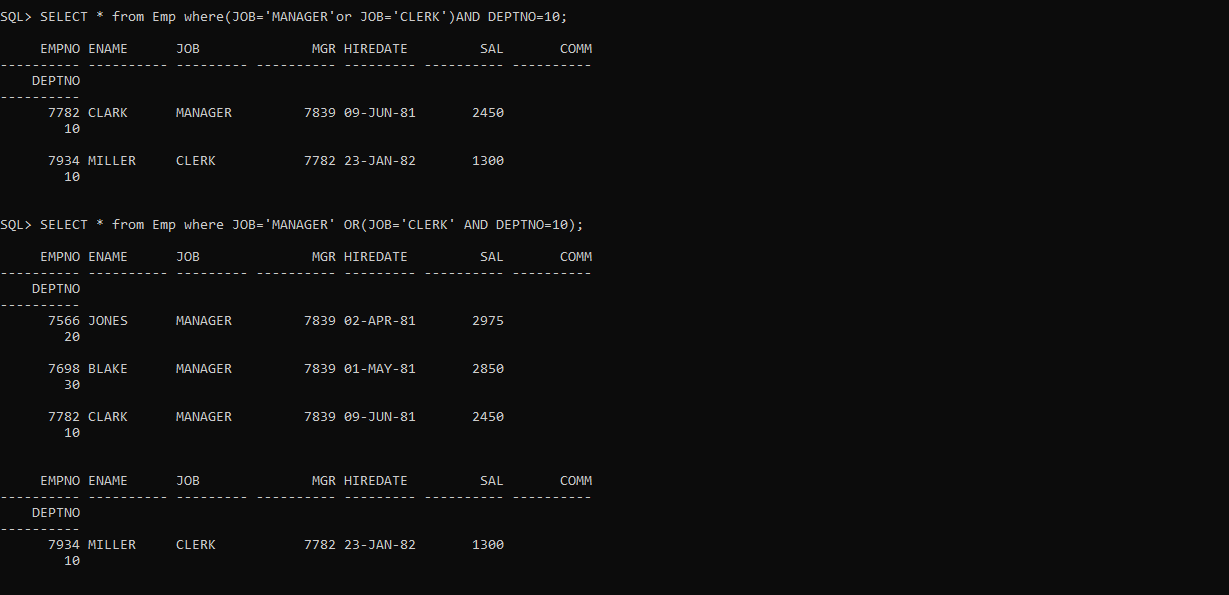 SQL> SELECT * from Emp where(JOB='MANAGER'or JOB='CLERK')AND DEPTNO=10;
     EMPNO ENAME      JOB              MGR HIREDATE         SAL       COMM
---------- ---------- --------- ---------- --------- ---------- ----------
    DEPTNO
----------
      7782 CLARK      MANAGER         7839 09-JUN-81       2450
        10
      7934 MILLER     CLERK           7782 23-JAN-82       1300
        10
SQL> SELECT * from Emp where JOB='MANAGER' OR(JOB='CLERK' AND DEPTNO=10);
     EMPNO ENAME      JOB              MGR HIREDATE         SAL       COMM
---------- ---------- --------- ---------- --------- ---------- ----------
    DEPTNO
----------
      7566 JONES      MANAGER         7839 02-APR-81       2975
        20
      7698 BLAKE      MANAGER         7839 01-MAY-81       2850
        30
      7782 CLARK      MANAGER         7839 09-JUN-81       2450
        10
     EMPNO ENAME      JOB              MGR HIREDATE         SAL       COMM
---------- ---------- --------- ---------- --------- ---------- ----------
    DEPTNO
----------
      7934 MILLER     CLERK           7782 23-JAN-82       1300
        10